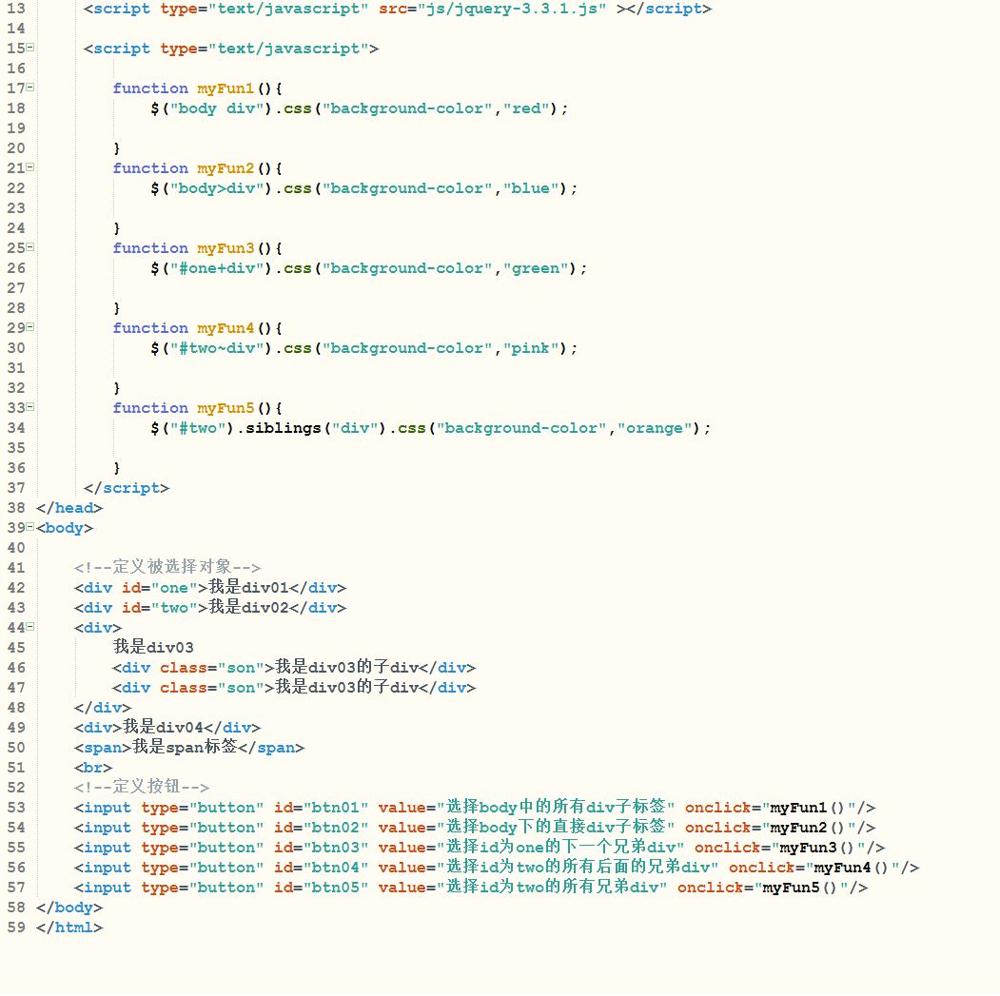 13 <script type="text/javascript" src="js/jquery-3.3.1.js" ></script>
14
15 <script type="text/javascript">
16
17 function myFun1(){
18 $("body div").css("background-color","red");
19
20 }
21 function myFun2(){
22 $("body>div").css("background-color","blue");
23
24 }
25 function myFun3(){
26 $("#one+div").css("background-color","green");
27
28 }
29 function myFun4(){
30 $("#two~div").css("background-color","pink");
31
32 }
33 function myFun5(){
34 $("#two").siblings("div").css("background-color","orange");
35
36 }
37 </script>
38 </head>
39 <body>
40
41 <!--定义被选择对象-->
42 <div id="one">我是div01</div>
43 <div id="two">我是div02</div>
44 <div>
45 我是div03
46 <div class="son">我是div03的子div</div>
47 <div class="son">我是div03的子div</div>
48 </div>
49 <div>我是div04</div>
50 <span>我是span标签</span>
51 <br>
52 <!--定义按钮-->
53 <input type="button" id="btn01" value="选择body中的所有div子标签" onclick="myFun1()"/>
54 <input type="button" id="btn02" value="选择body下的直接div子标签" onclick="myFun2()"/>
55 <input type="button" id="btn03" value="选择id为one的下一个兄弟div" onclick="myFun3()"/>
56 <input type="button" id="btn04" value="选择id为two的所有后面的兄弟div" onclick="myFun4()"/>
57 <input type="button" id="btn05" value="选择id为two的所有兄弟div" onclick="myFun5()"/>
58 </body>
59 </html>